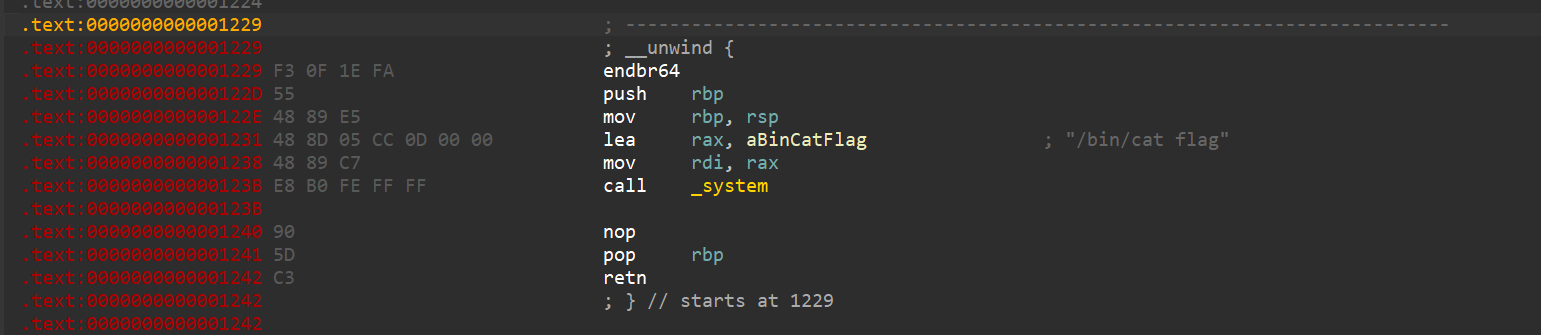 .text:0000000000001224
.text:0000000000001229 ; ---------------------------------------------------------------------------
.text:0000000000001229 ; __unwind {
.text:0000000000001229 F3 0F 1E FA endbr64
.text:000000000000122D 55 push rbp
.text:000000000000122E 48 89 E5 mov rbp, rsp
.text:0000000000001231 48 8D 05 CC 0D 00 00 lea rax, aBinCatFlag ; "/bin/cat flag"
.text:0000000000001238 48 89 C7 mov rdi, rax
.text:000000000000123B E8 B0 FE FF FF call _system
.text:000000000000123B
.text:0000000000001240 90 nop
.text:0000000000001241 5D pop rbp
.text:0000000000001242 C3 retn
.text:0000000000001242 ; } // starts at 1229
.text:0000000000001242